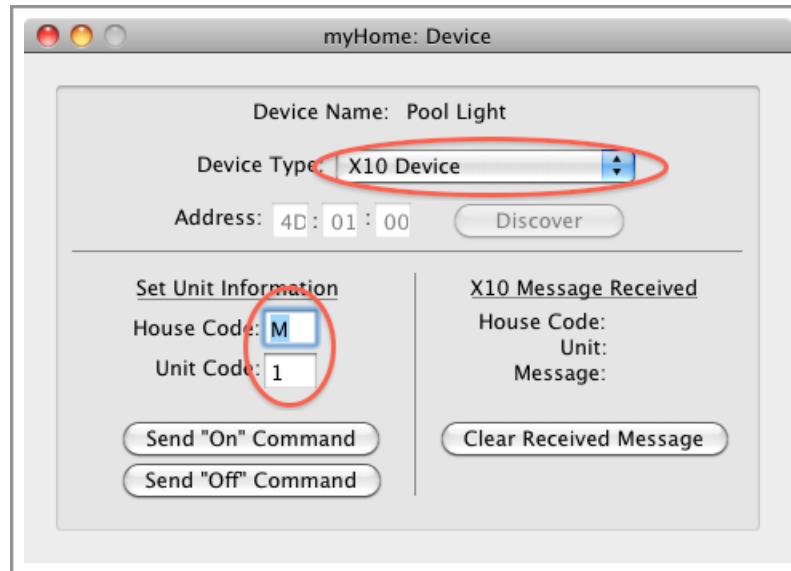 myHome: Device
Device Name: Pool Light
Device Type: X10 Device
Address: 4D : 01 : 00 Discover
Set Unit Information
House Code: M
Unit Code: 1
Send "On" Command
Send "Off" Command
X10 Message Received
House Code:
Unit:
Message:
Clear Received Message